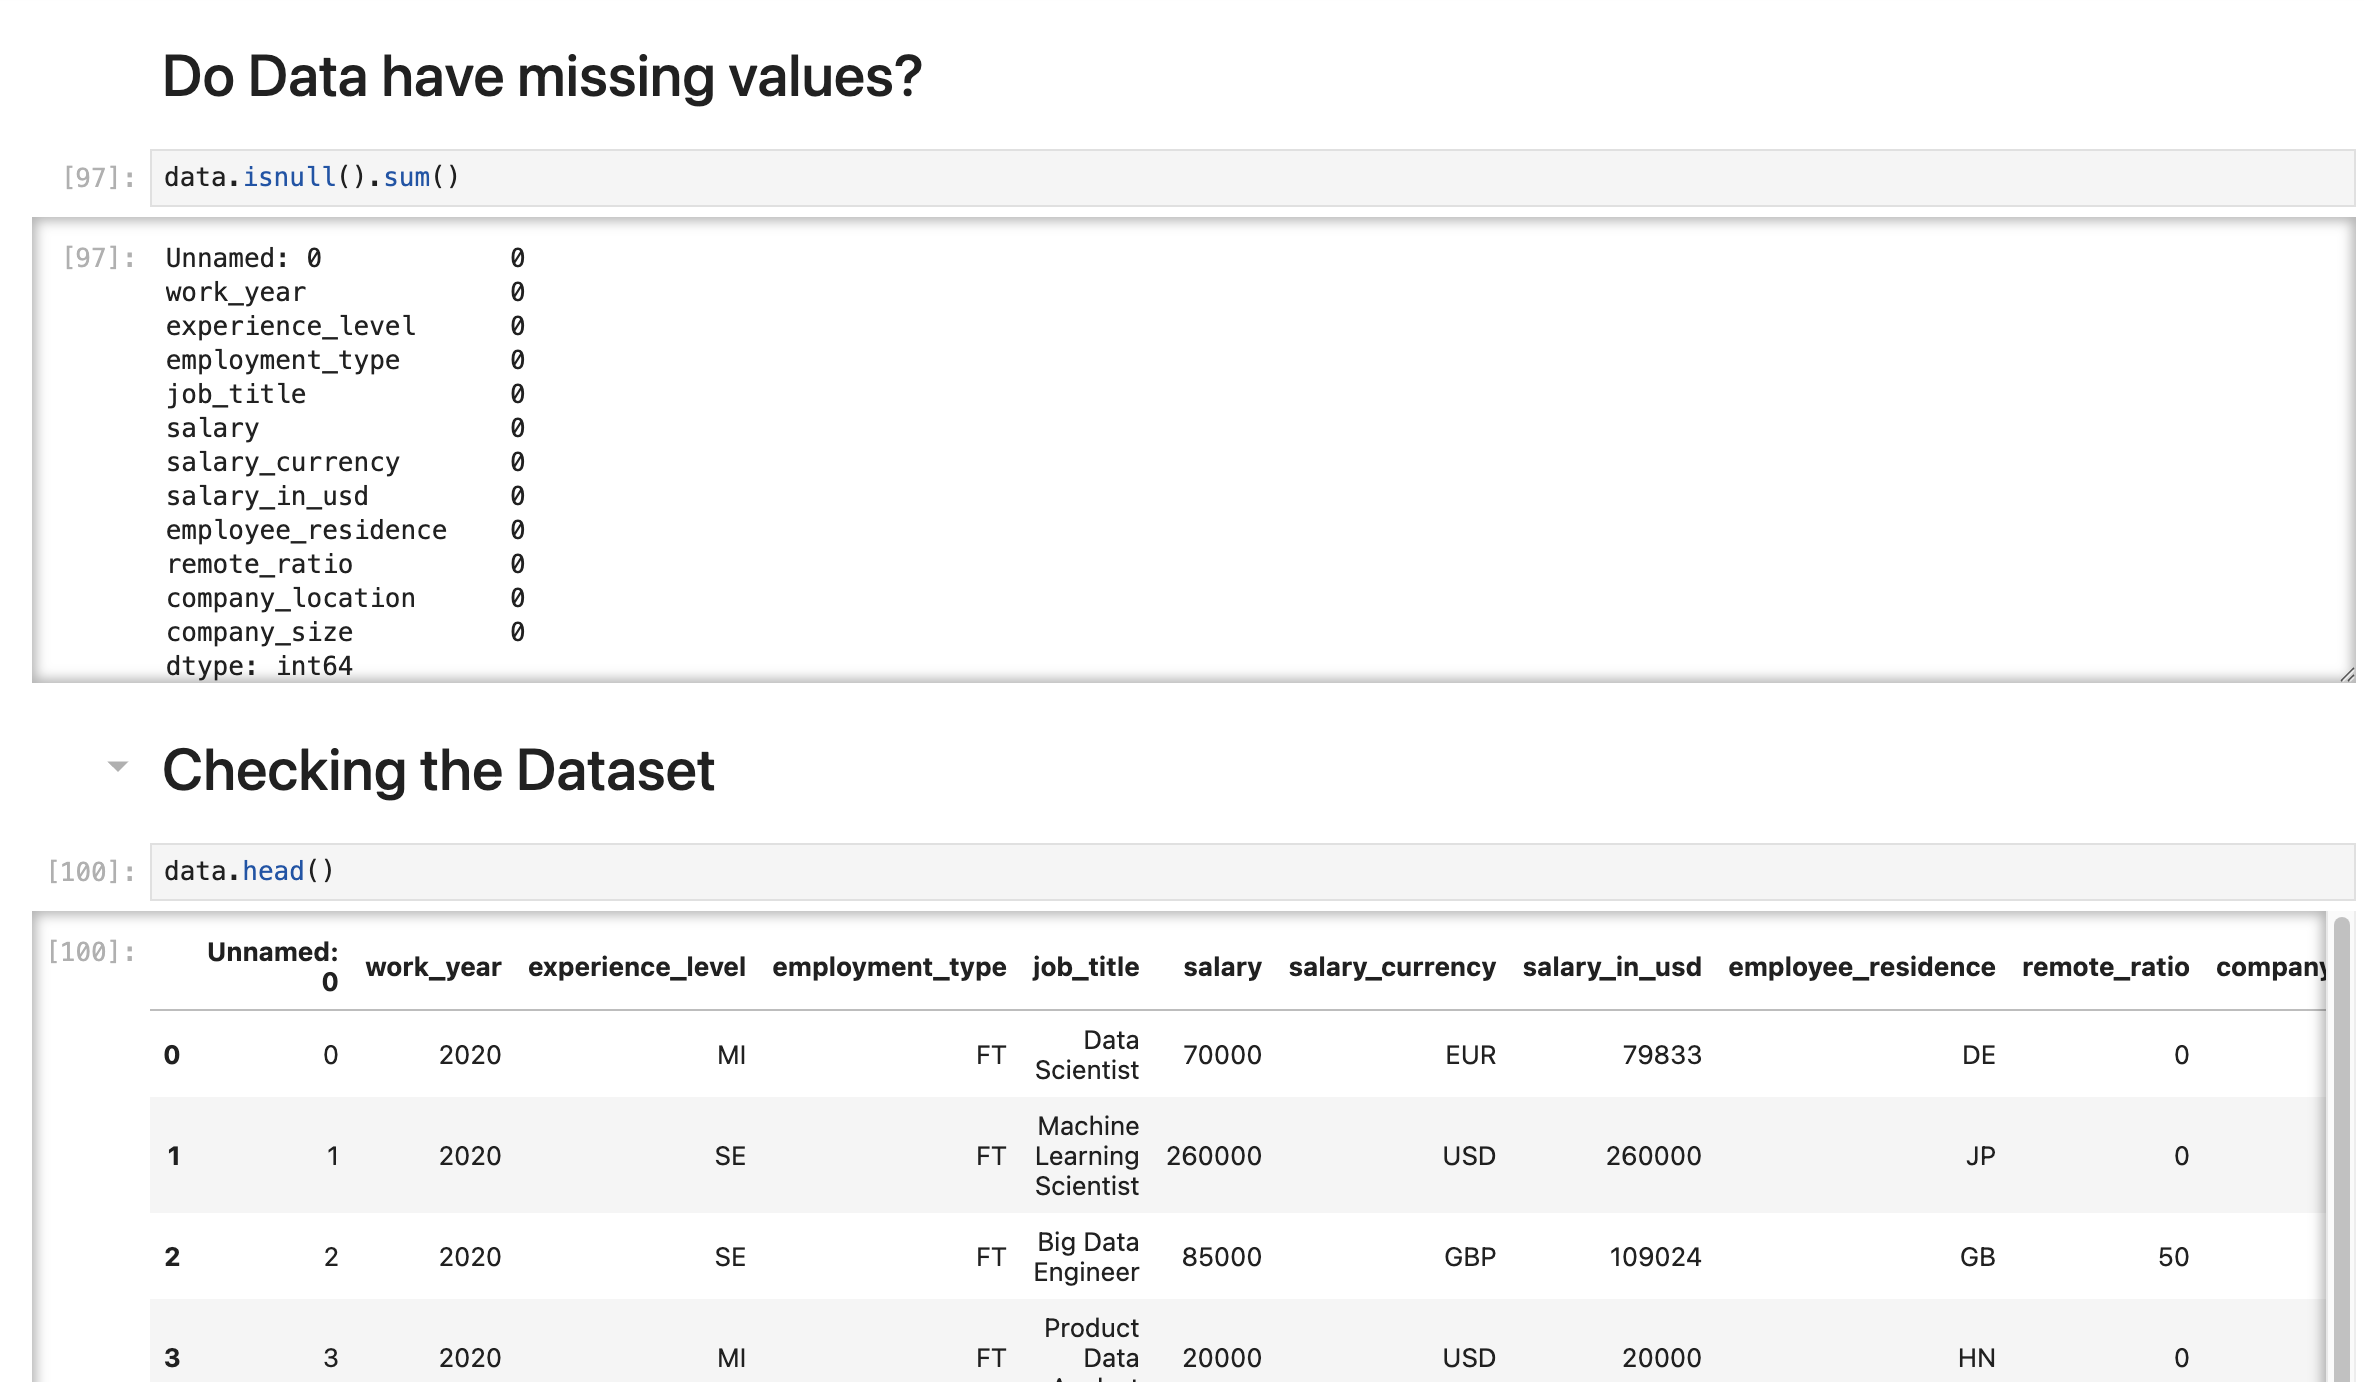 Do Data have missing values?
[97]: data.isnull().sum()
[97]: Unnamed: 0 0
work_year 0
experience_level 0
employment_type 0
job_title 0
salary 0
salary_currency 0
salary_in_usd 0
employee_residence 0
remote_ratio 0
company_location 0
company_size 0
dtype: int64
Checking the Dataset
[100]: data.head()
[100]: Unnamed: 0 work_year experience_level employment_type job_title salary salary_currency salary_in_usd employee_residence remote_ratio company
0 0 2020 MI FT Data Scientist 70000 EUR 79833 DE 0
1 1 2020 SE FT Machine Learning Scientist 260000 USD 260000 JP 0
2 2 2020 SE FT Big Data Engineer 85000 GBP 109024 GB 50
3 3 2020 MI FT Product Data 20000 USD 20000 HN 0